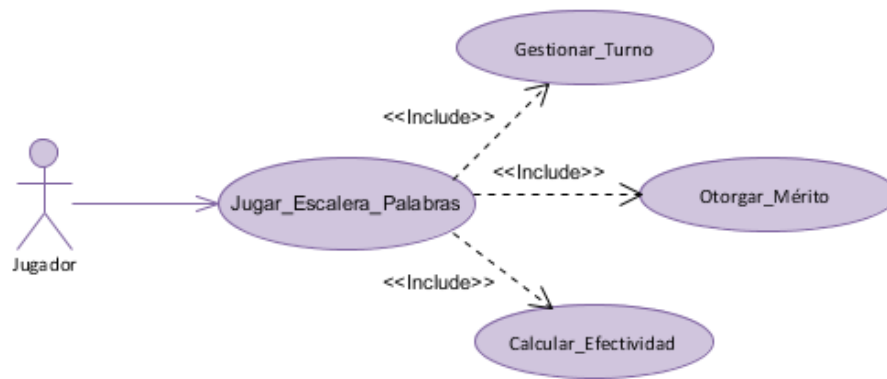 Gestionar_Turno
<<Include>>
<<Include>>
Jugar_Escalera_Palabras
Otorgar_Mérito
Jugador
<<Include>>
Calcular_Efectividad